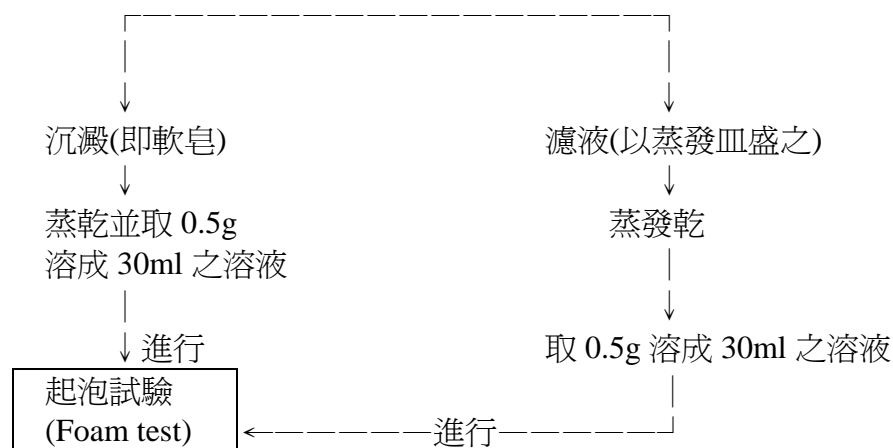 沉澱(即軟皂)
濾液(以蒸發皿盛之)
蒸乾並取 0.5g
溶成 30ml 之溶液
蒸發乾
進行
取 0.5g 溶成 30ml 之溶液
起泡試驗
(Foam test)
進行